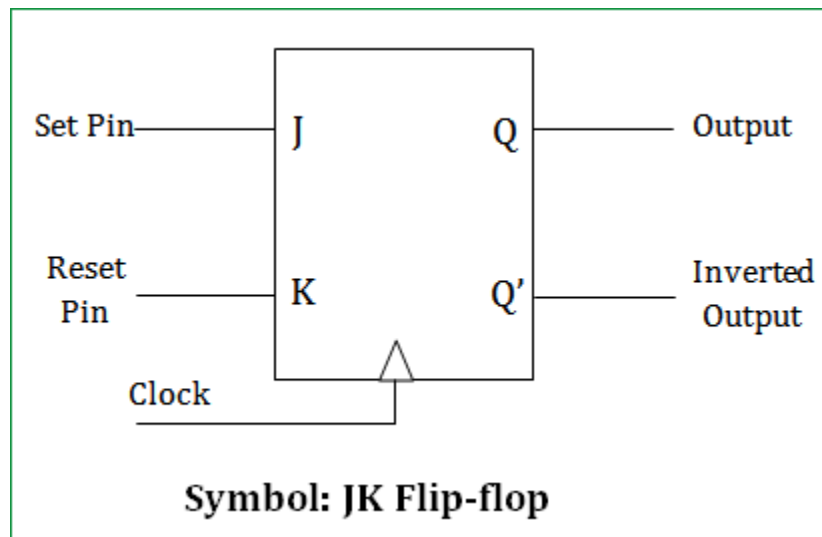 Set Pin
J
Q
Output
Reset
Pin
K
Q’
Inverted
Output
Clock
Symbol: JK Flip-flop